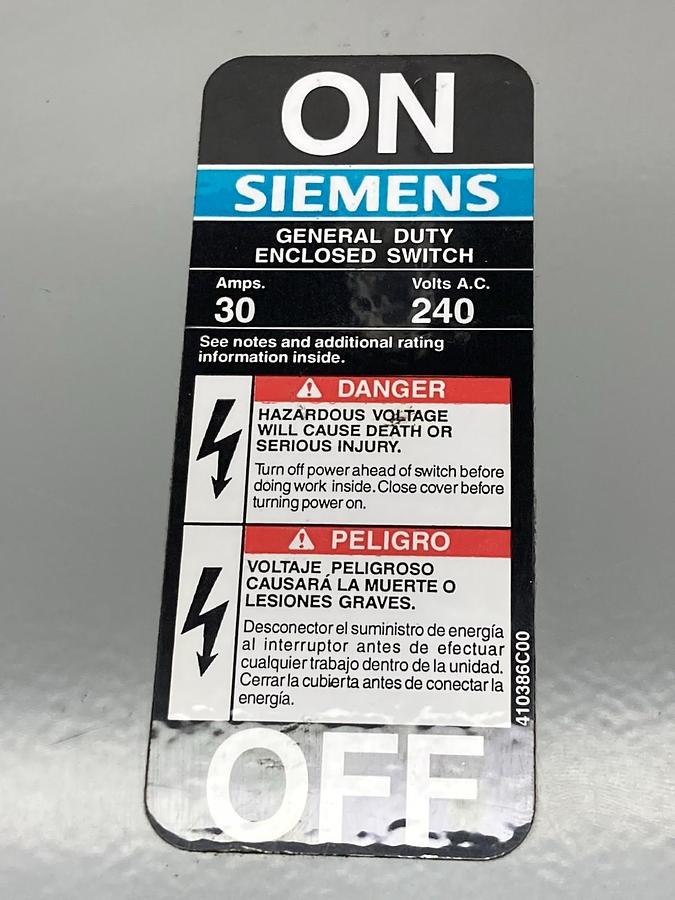 ON
SIEMENS
GENERAL DUTY
ENCLOSED SWITCH
Amps. Volts A.C.
30 240
See notes and additional rating
information inside.
DANGER
HAZARDOUS VOLTAGE
WILL CAUSE DEATH OR
SERIOUS INJURY.
Turn off power ahead of switch before
doing work inside. Close cover before
turning power on.
PELIGRO
VOLTAJE PELIGROSO
CAUSARÁ LA MUERTE O
LESIONES GRAVES.
Desconector el suministro de energía
al interruptor antes de efectuar
cualquier trabajo dentro de la unidad.
Cerrar la cubierta antes de conectar la
energía.
410386C00
OFF